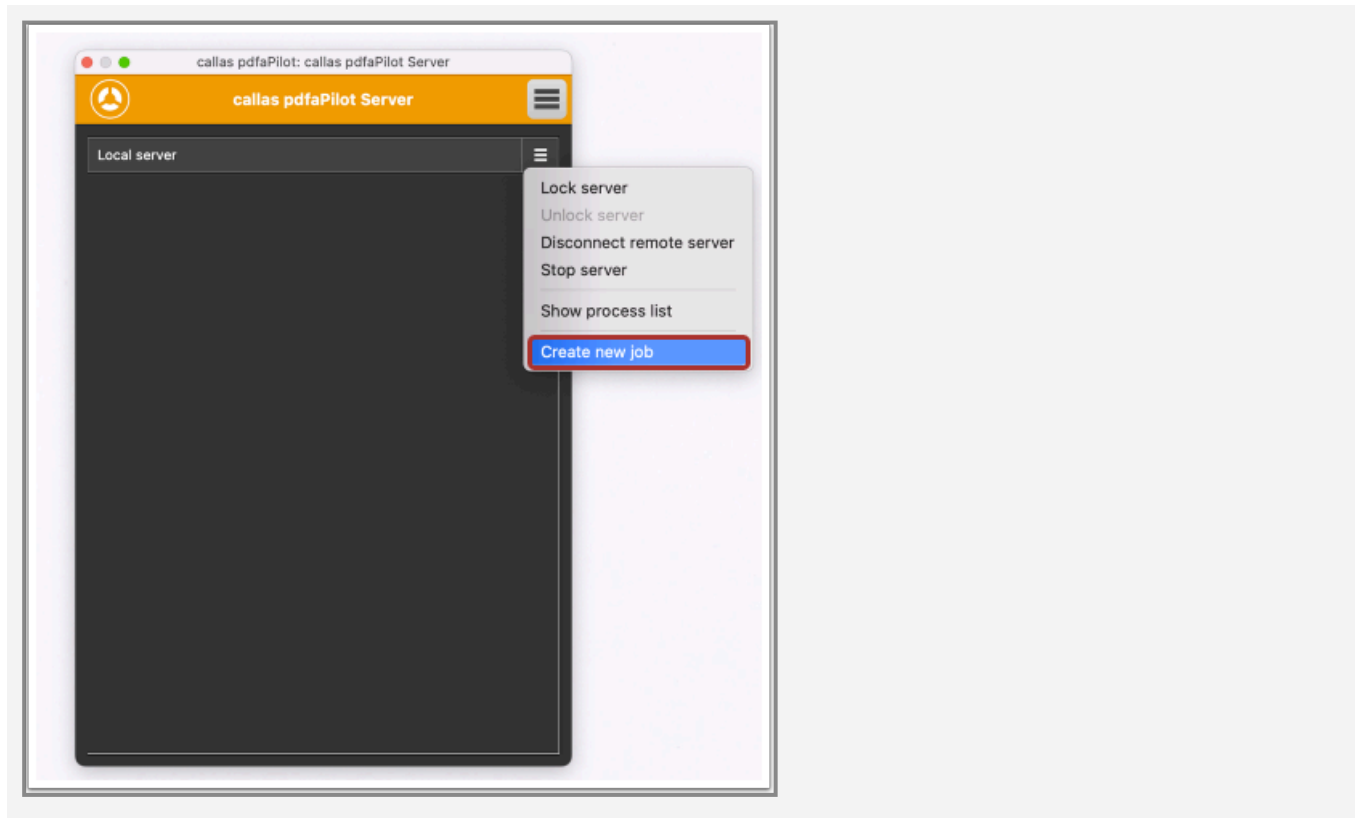 callas pdfaPilot: callas pdfaPilot Server
callas pdfaPilot Server
Local server
Lock server
Unlock server
Disconnect remote server
Stop server
Show process list
Create new job